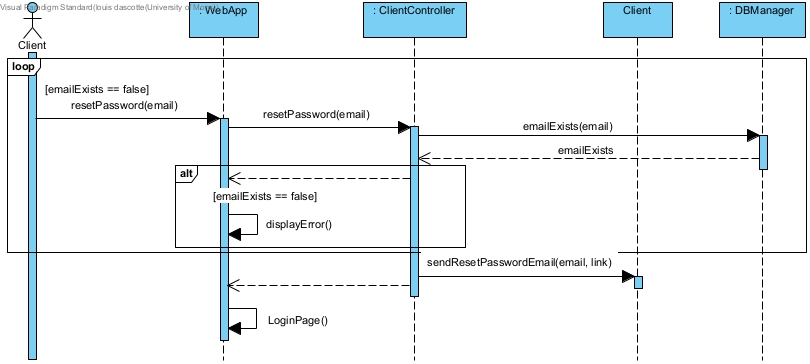 Visual Paradigm Standard(louis dascotte(University of
: WebApp
: ClientController
Client
: DBManager
Client
loop
[emailExists == false]
resetPassword(email)
resetPassword(email)
emailExists(email)
emailExists
alt
[emailExists == false]
displayError()
sendResetPasswordEmail(email, link)
LoginPage()